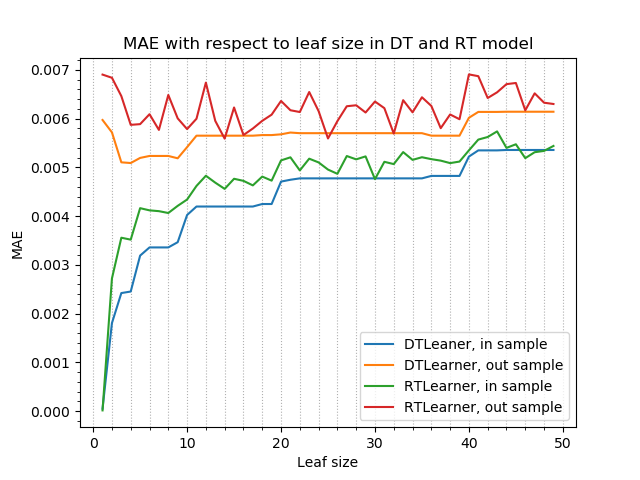 MAE with respect to leaf size in DT and RT model
0.007
0.006
0.005
0.004
0.003
0.002
0.001
0.000
MAE
0 10 20 30 40 50
Leaf size
DTLeaner, in sample
DTLearner, out sample
RTLearner, in sample
RTLearner, out sample